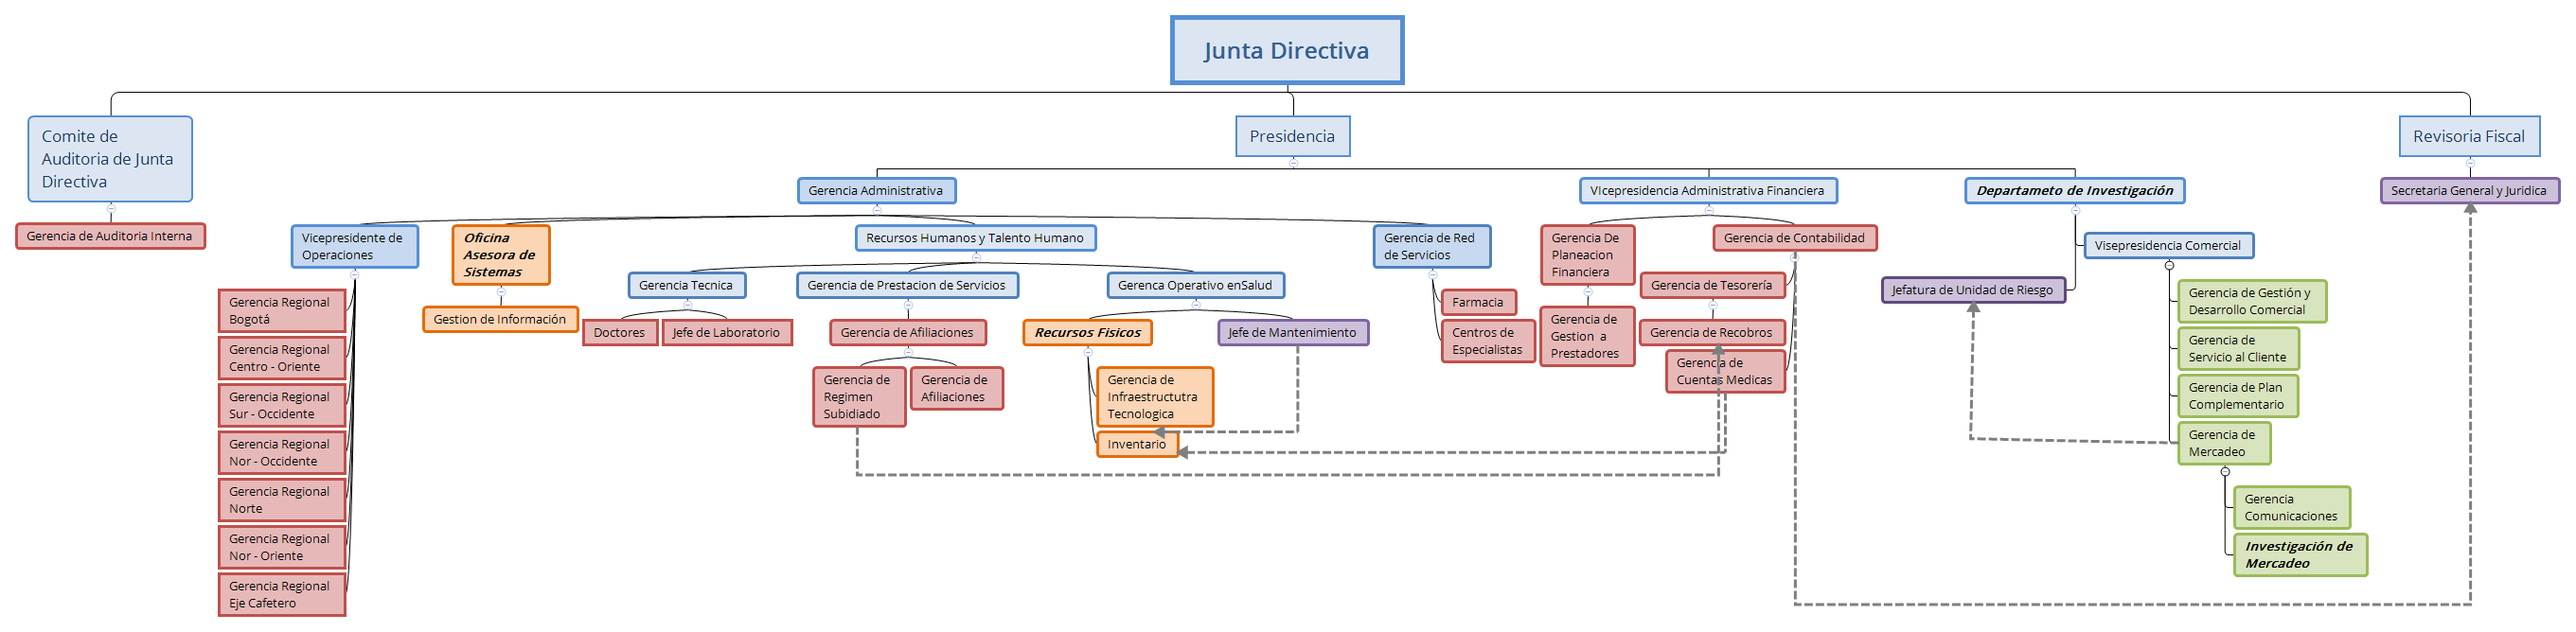 Junta Directiva
Comite de
Auditoria de Junta
Directiva
Presidencia
Revisoria Fiscal
Gerencia de Auditoria Interna
Gerencia Administrativa
VIcepresidencia Administrativa Financiera
Departameto de Investigación
Secretaria General y Juridica
Vicepresidente de
Operaciones
Oficina
Asesora de
Sistemas
Recursos Humanos y Talento Humano
Gerencia de Red
de Servicios
Gerencia De
Planeacion
Financiera
Gerencia de Contabilidad
Visepresidencia Comercial
Jefatura de Unidad de Riesgo
Gerencia Regional
Bogotá
Gerencia Regional
Centro - Oriente
Gerencia Regional
Sur - Occidente
Gerencia Regional
Nor - Occidente
Gerencia Regional
Norte
Gerencia Regional
Nor - Oriente
Gerencia Regional
Eje Cafetero
Gestion de Información
Gerencia Tecnica
Gerencia de Prestacion de Servicios
Gerenca Operativo enSalud
Doctores
Jefe de Laboratorio
Gerencia de Afiliaciones
Recursos Fisicos
Jefe de Mantenimiento
Gerencia de
Regimen
Subidiado
Gerencia de
Afiliaciones
Gerencia de
Infraestructutra
Tecnologica
Inventario
Farmacia
Centros de
Especialistas
Gerencia de
Gestion  a
Prestadores
Gerencia de Tesorería
Gerencia de Recobros
Gerencia de
Cuentas Medicas
Gerencia de Gestión y
Desarrollo Comercial
Gerencia de
Servicio al Cliente
Gerencia de Plan
Complementario
Gerencia de
Mercadeo
Gerencia
Comunicaciones
Investigación de
Mercadeo